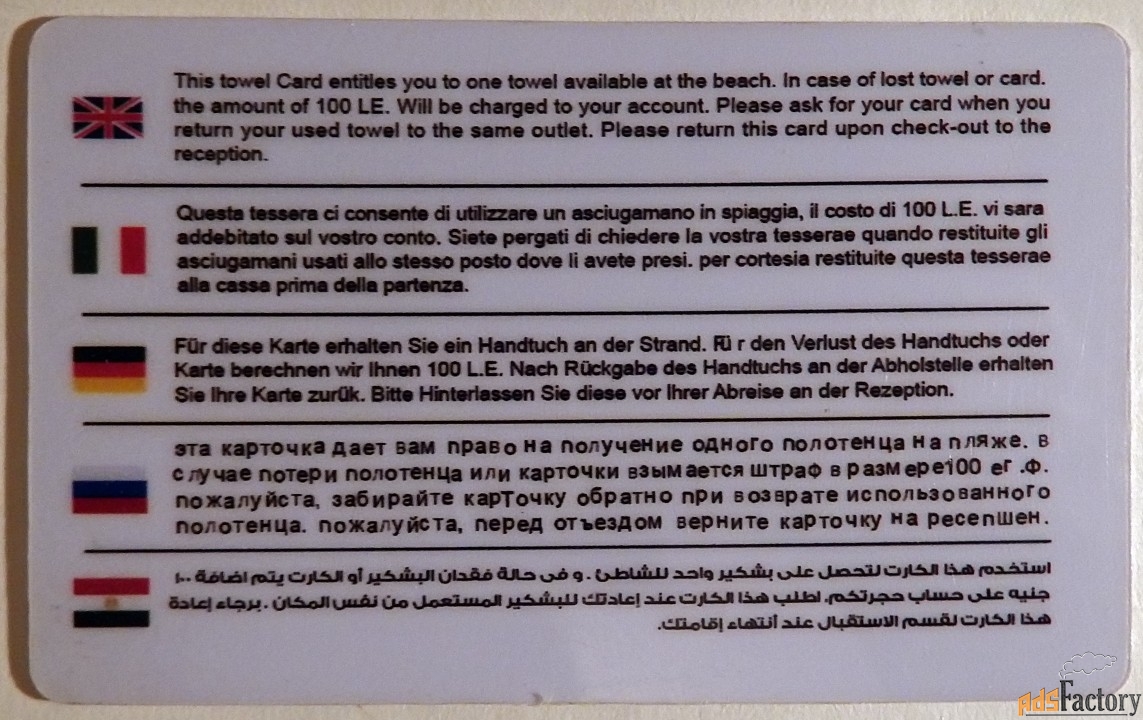 This towel Card entitles you to one towel available at the beach. In case of lost towel or card.
the amount of 100 LE. Will be charged to your account. Please ask for your card when you
return your used towel to the same outlet. Please return this card upon check-out to the
reception.
Questa tessera ci consente di utilizzare un asciugamano in spiaggia, il costo di 100 L.E. vi sara
addebitato sul vostro conto. Siete pergati di chiedere la vostra tesserae quando restituite gli
asciugamani usati allo stesso posto dove li avete presi. per cortesia restituite questa tesserae
alla cassa prima della partenza.
Für diese Karte erhalten Sie ein Handtuch an der Strand. Fü r den Verlust des Handtuchs oder
Karte berechnen wir Ihnen 100 L.E. Nach Rückgabe des Handtuchs an der Abholstelle erhalten
Sie Ihre Karte zurük. Bitte Hinterlassen Sie diese vor Ihrer Abreise an der Rezeption.
эта карточка дает вам право на получение одного полотенца на пляже. в
случае потери полотенца или карточки взымается штраф в размере100 ег .ф.
пожалуйста, забирайте карточку обратно при возврате использованного
полотенца. пожалуйста, перед отъездом верните карточку на ресепшен.
استخدم هذا الكارت لتحصل على بشكير واحد للشاطئ . و فى حالة فقدان البشكير أو الكارت يتم اضافة ١٠٠
جنيه على حساب حجرتكم. اطلب هذا الكارت عند إعادتك للبشكير المستعمل من نفس المكان . برجاء إعادة
هذا الكارت لقسم الاستقبال عند أنتهاء إقامتك.
adsFactory